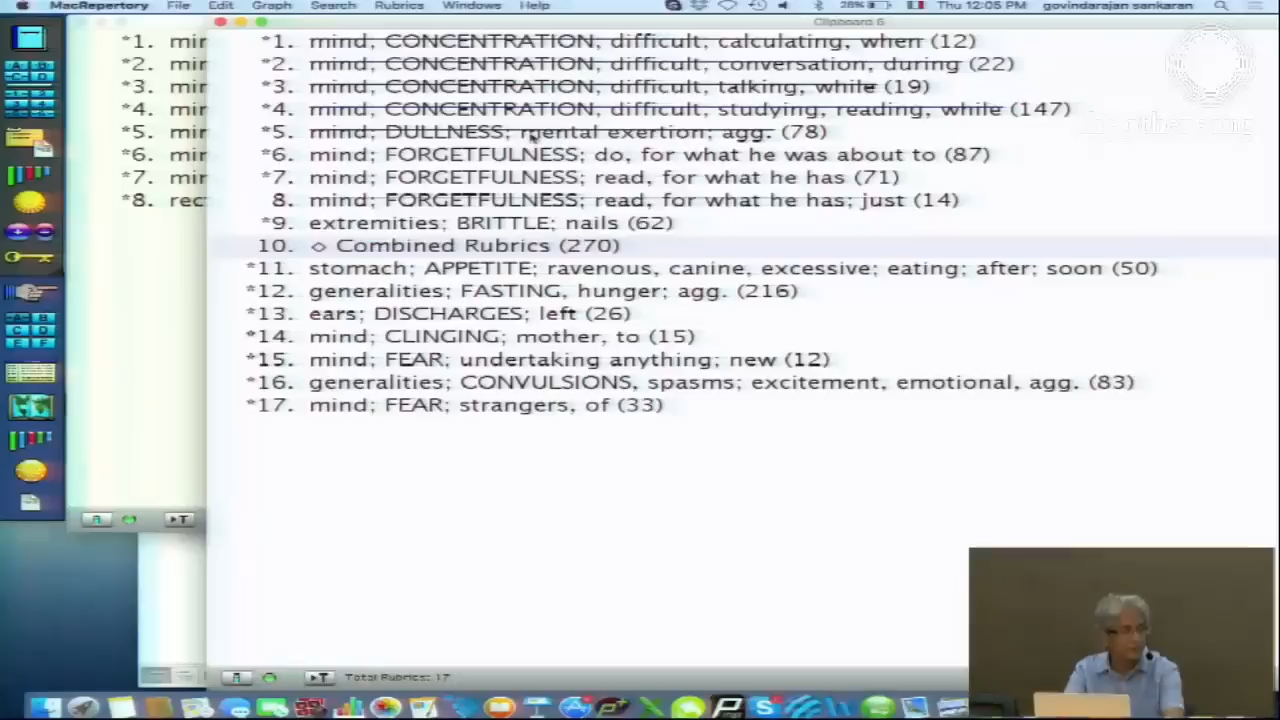 MacRepertory File Edit Graph Search Rubrics Windows Help 28% Thu 12:05 PM govindarajan sankaran
Clipboard 6
*1. mir
*2. mir
*3. mir
*4. mir
*5. mir
*6. mir
*7. mir
*8. rec
*1. mind; CONCENTRATION; difficult; calculating, when (12)
*2. mind; CONCENTRATION; difficult; conversation, during (22)
*3. mind; CONCENTRATION; difficult; talking, while (19)
*4. mind; CONCENTRATION; difficult; studying, reading, while (147)
*5. mind; DULLNESS; mental exertion; agg. (78)
*6. mind; FORGETFULNESS; do, for what he was about to (87)
*7. mind; FORGETFULNESS; read, for what he has (71)
8. mind; FORGETFULNESS; read, for what he has; just (14)
*9. extremities; BRITTLE; nails (62)
10. ◇ Combined Rubrics (270)
*11. stomach; APPETITE; ravenous, canine, excessive; eating; after; soon (50)
*12. generalities; FASTING, hunger; agg. (216)
*13. ears; DISCHARGES; left (26)
*14. mind; CLINGING; mother, to (15)
*15. mind; FEAR; undertaking anything; new (12)
*16. generalities; CONVULSIONS, spasms; excitement, emotional, agg. (83)
*17. mind; FEAR; strangers, of (33)
Total Rubrics: 17